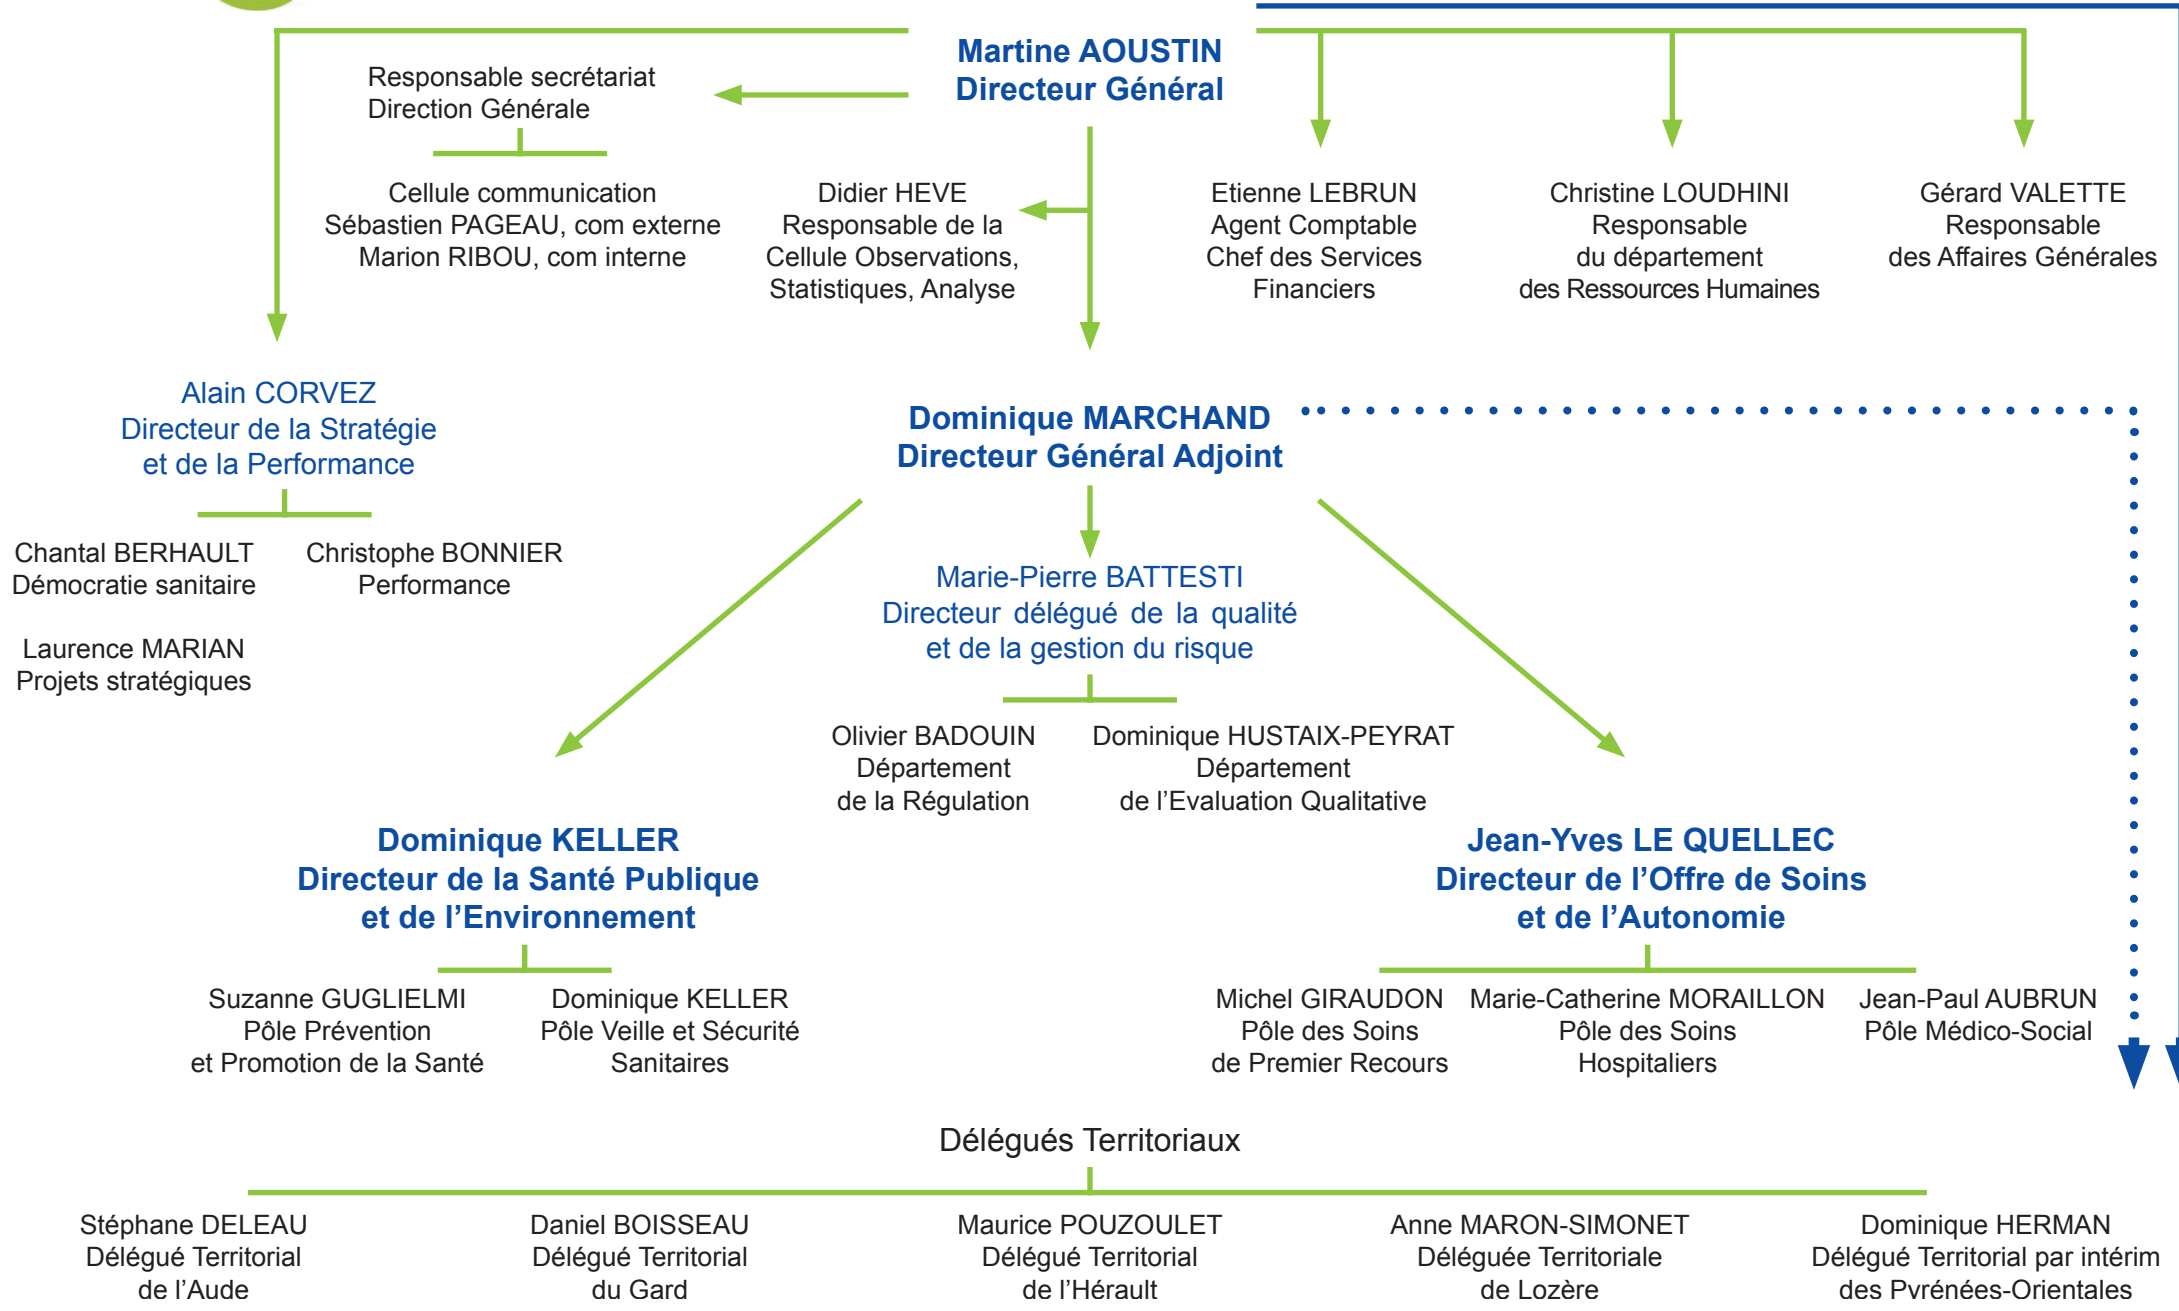 Martine AOUSTIN
Directeur Général
Responsable secrétariat
Direction Générale
Cellule communication
Sébastien PAGEAU, com externe
Marion RIBOU, com interne
Didier HEVE
Responsable de la
Cellule Observations,
Statistiques, Analyse
Etienne LEBRUN
Agent Comptable
Chef des Services
Financiers
Christine LOUDHINI
Responsable
du département
des Ressources Humaines
Gérard VALETTE
Responsable
des Affaires Générales
Alain CORVEZ
Directeur de la Stratégie
et de la Performance
Chantal BERHAULT
Démocratie sanitaire
Christophe BONNIER
Performance
Laurence MARIAN
Projets stratégiques
Dominique MARCHAND
Directeur Général Adjoint
Marie-Pierre BATTESTI
Directeur délégué de la qualité
et de la gestion du risque
Olivier BADOUIN
Département
de la Régulation
Dominique HUSTAIX-PEYRAT
Département
de l’Evaluation Qualitative
Dominique KELLER
Directeur de la Santé Publique
et de l’Environnement
Suzanne GUGLIELMI
Pôle Prévention
et Promotion de la Santé
Dominique KELLER
Pôle Veille et Sécurité
Sanitaires
Jean-Yves LE QUELLEC
Directeur de l’Offre de Soins
et de l’Autonomie
Michel GIRAUDON
Pôle des Soins
de Premier Recours
Marie-Catherine MORAILLON
Pôle des Soins
Hospitaliers
Jean-Paul AUBRUN
Pôle Médico-Social
Délégués Territoriaux
Stéphane DELEAU
Délégué Territorial
de l’Aude
Daniel BOISSEAU
Délégué Territorial
du Gard
Maurice POUZOULET
Délégué Territorial
de l’Hérault
Anne MARON-SIMONET
Déléguée Territoriale
de Lozère
Dominique HERMAN
Délégué Territorial par intérim
des Pyrénées-Orientales